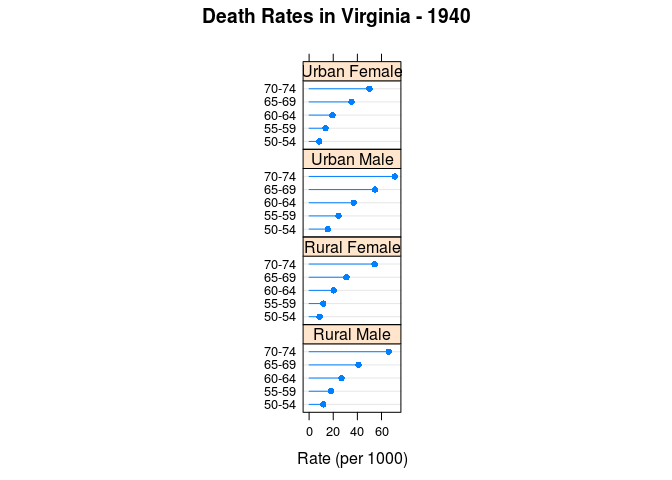 Death Rates in Virginia - 1940
Urban Female
70-74
65-69
60-64
55-59
50-54
Urban Male
70-74
65-69
60-64
55-59
50-54
Rural Female
70-74
65-69
60-64
55-59
50-54
Rural Male
70-74
65-69
60-64
55-59
50-54
0 20 40 60
Rate (per 1000)